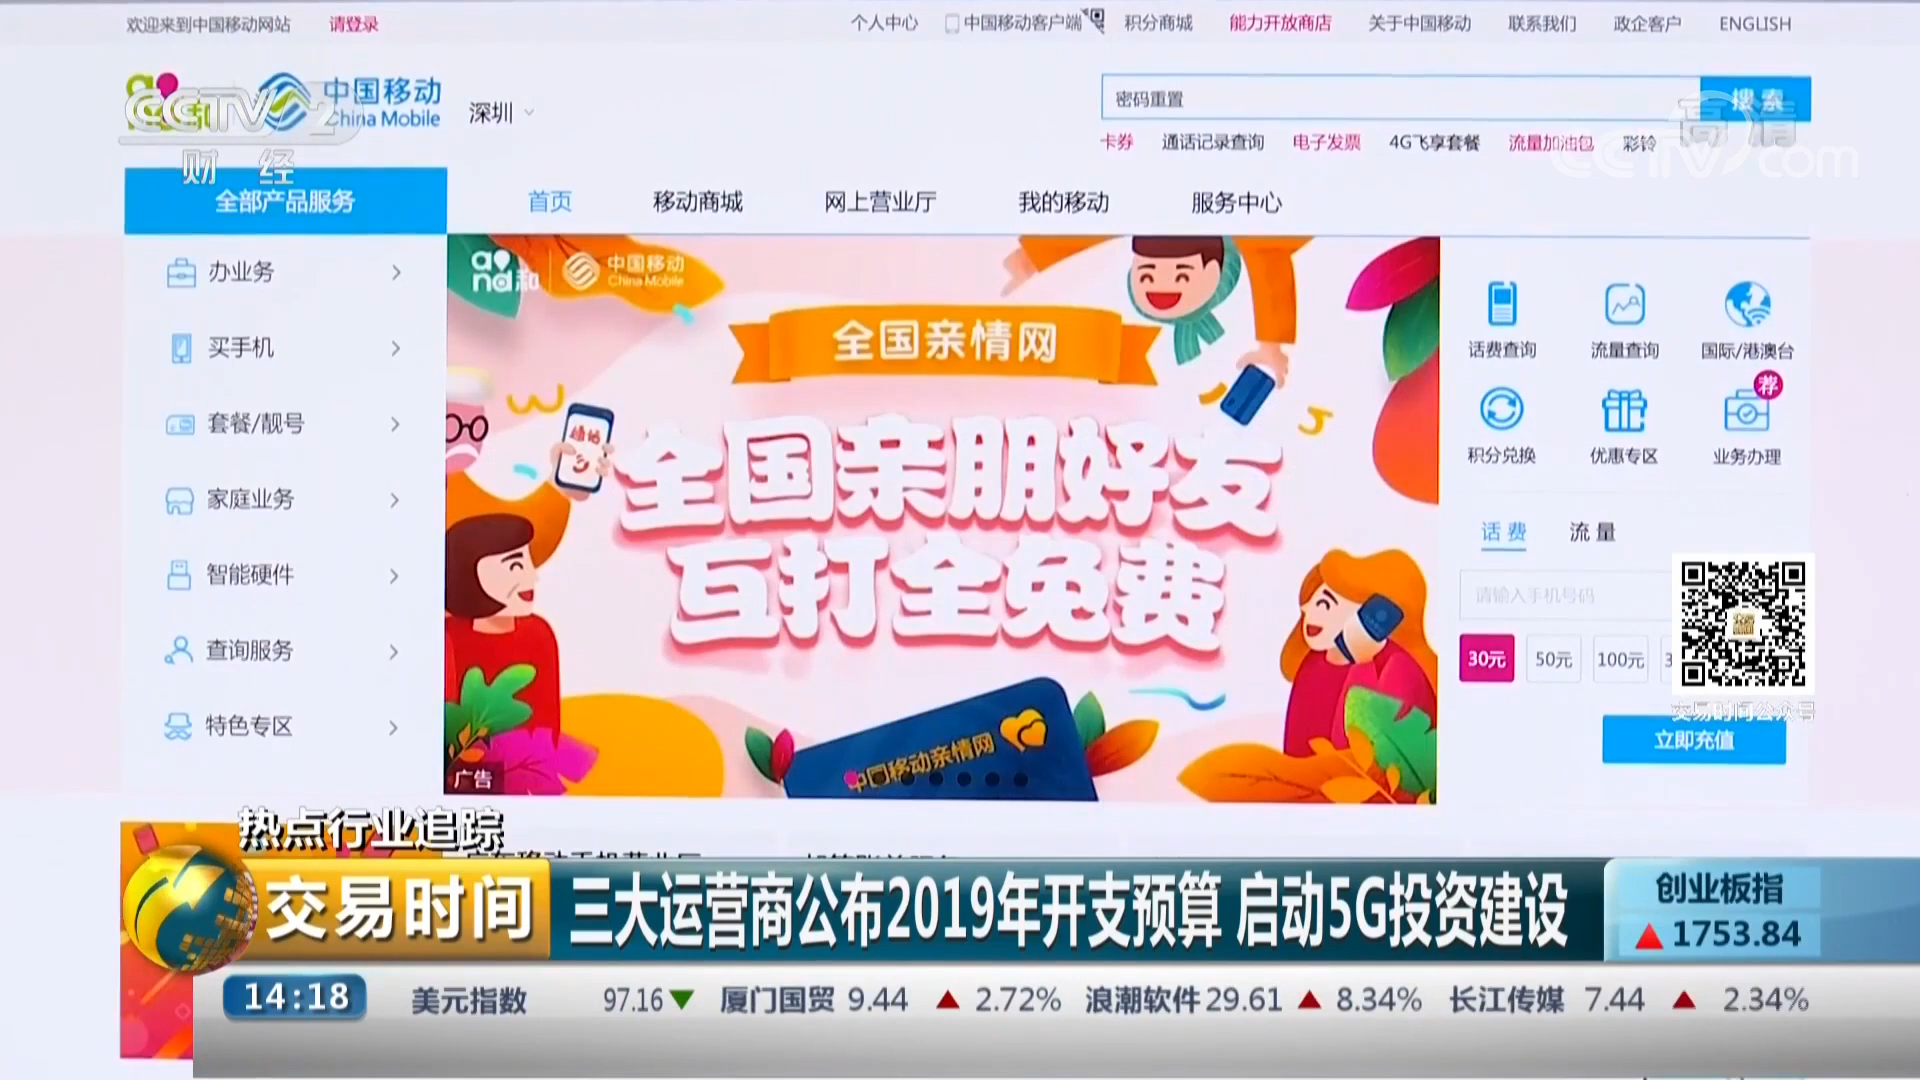 欢迎来到中国移动网站 请登录 个人中心 中国移动客户端 积分商城 能力开放商店 关于中国移动 联系我们 政企客户 ENGLISH
中国移动
China Mobile
深圳
密码重置 搜索
CCTV 2
财经
高清
cctv.com
卡券 通话记录查询 电子发票 4G飞享套餐 流量加油包 彩铃
全部产品服务 首页 移动商城 网上营业厅 我的移动 服务中心
办业务
买手机
套餐/靓号
家庭业务
智能硬件
查询服务
特色专区
and和 中国移动
China Mobile
全国亲情网
全国亲朋好友
互打全免费
中国移动亲情网
广告
话费查询 流量查询 国际/港澳台
荐
积分兑换 优惠专区 业务办理
话费 流量
请输入手机号码
30元 50元 100元
交易时间公众号
立即充值
热点行业追踪
交易时间 三大运营商公布2019年开支预算 启动5G投资建设
创业板指
▲ 1753.84
14:18 美元指数 97.16 ▼ 厦门国贸 9.44 ▲ 2.72% 浪潮软件 29.61 ▲ 8.34% 长江传媒 7.44 ▲ 2.34%